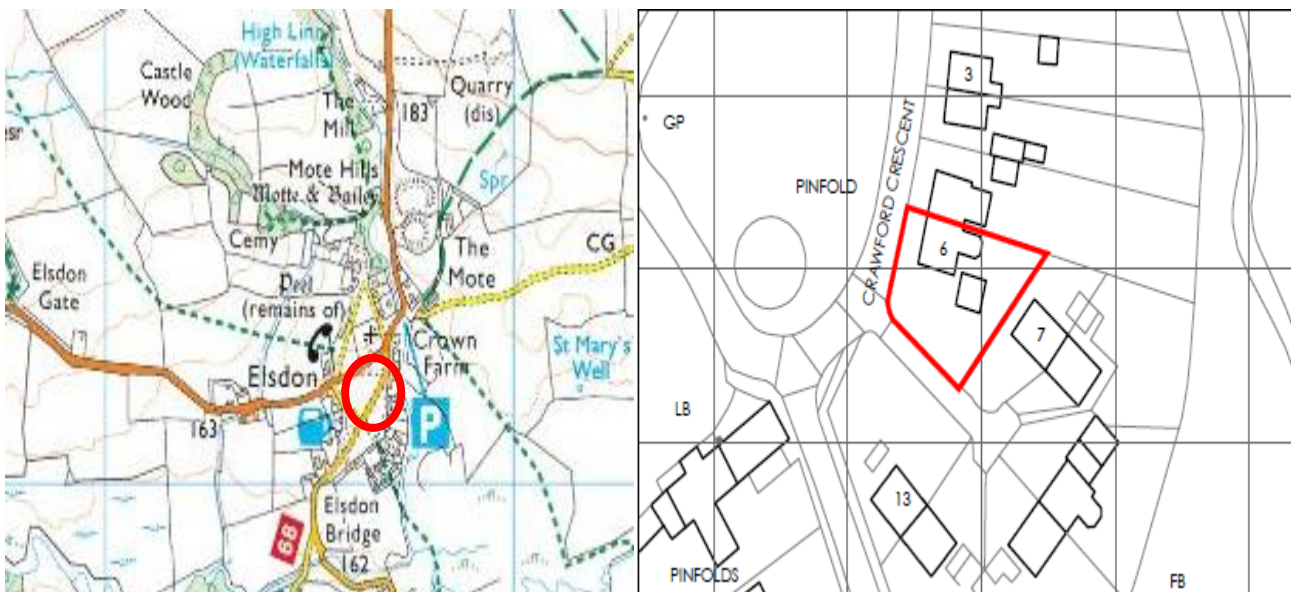 High Linn
(Waterfalls)
Castle
Wood
The
Mill
183
Quarry
(dis)
Mote Hills
Motte & Bailey
Spr
Cemy
The
Mote
CG
Elsdon
Gate
Peel
(remains of)
Crown
Farm
St Mary's
Well
Elsdon
163
P
Elsdon
Bridge
68
162
3
GP
CRAWFORD CRESCENT
PINFOLD
6
7
LB
13
PINFOLDS
FB